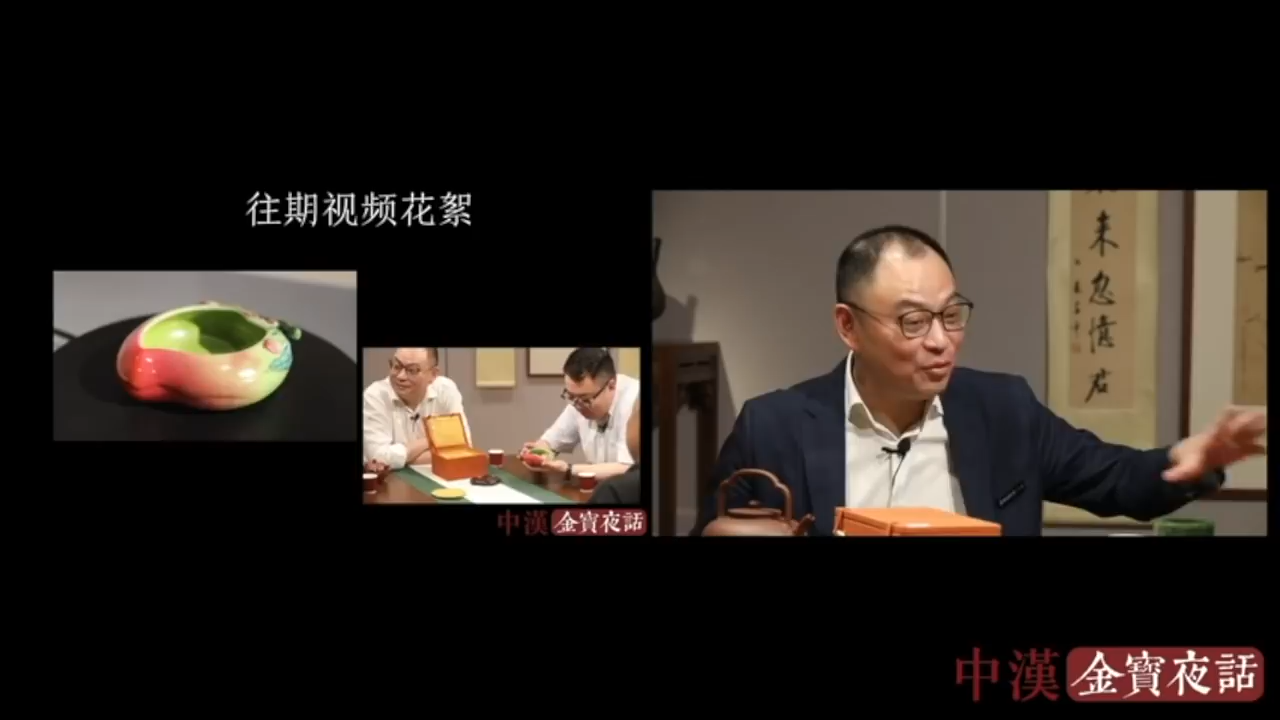 往期视频花絮
来忽憶君
中漢 金寶夜話
中漢 金寶夜話